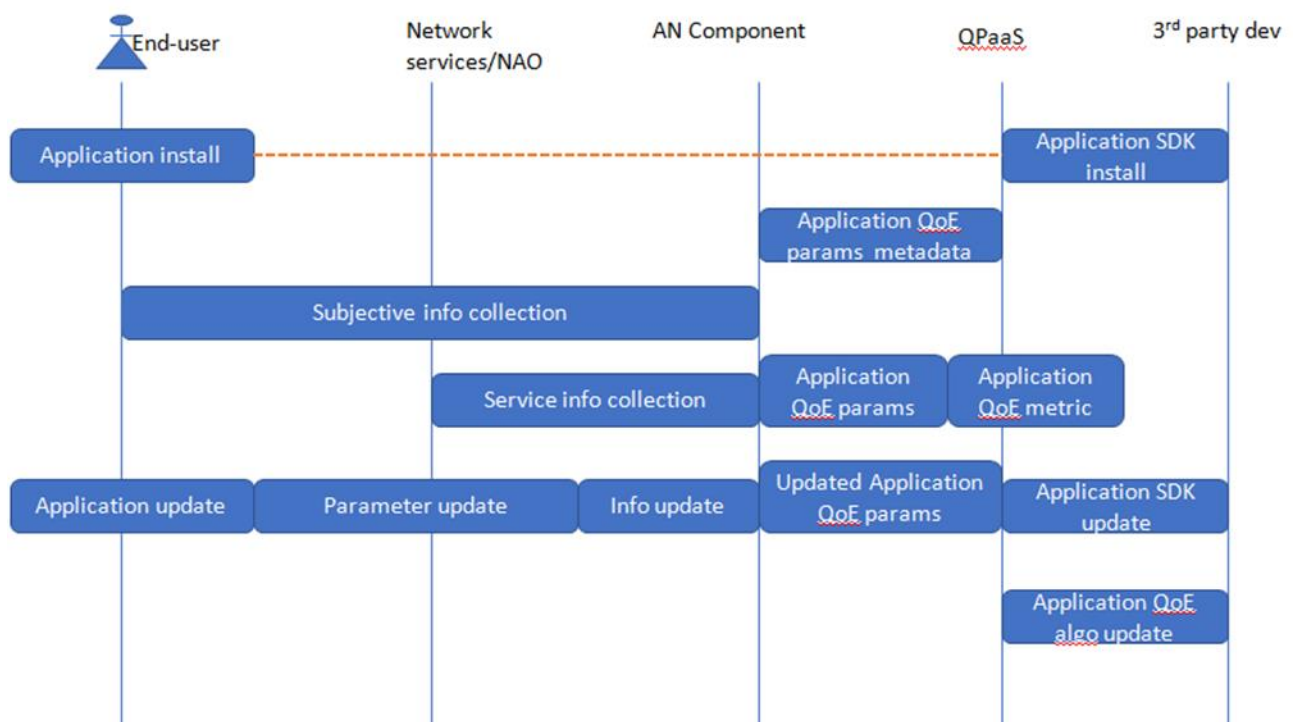 End-user
Network
services/NAO
AN Component
QPaaS
3rd party dev
Application install
Application SDK
install
Application QoE
params metadata
Subjective info collection
Service info collection
Application
QoE params
Application
QoE metric
Application update
Parameter update
Info update
Updated Application
QoE params
Application SDK
update
Application QoE
algo update